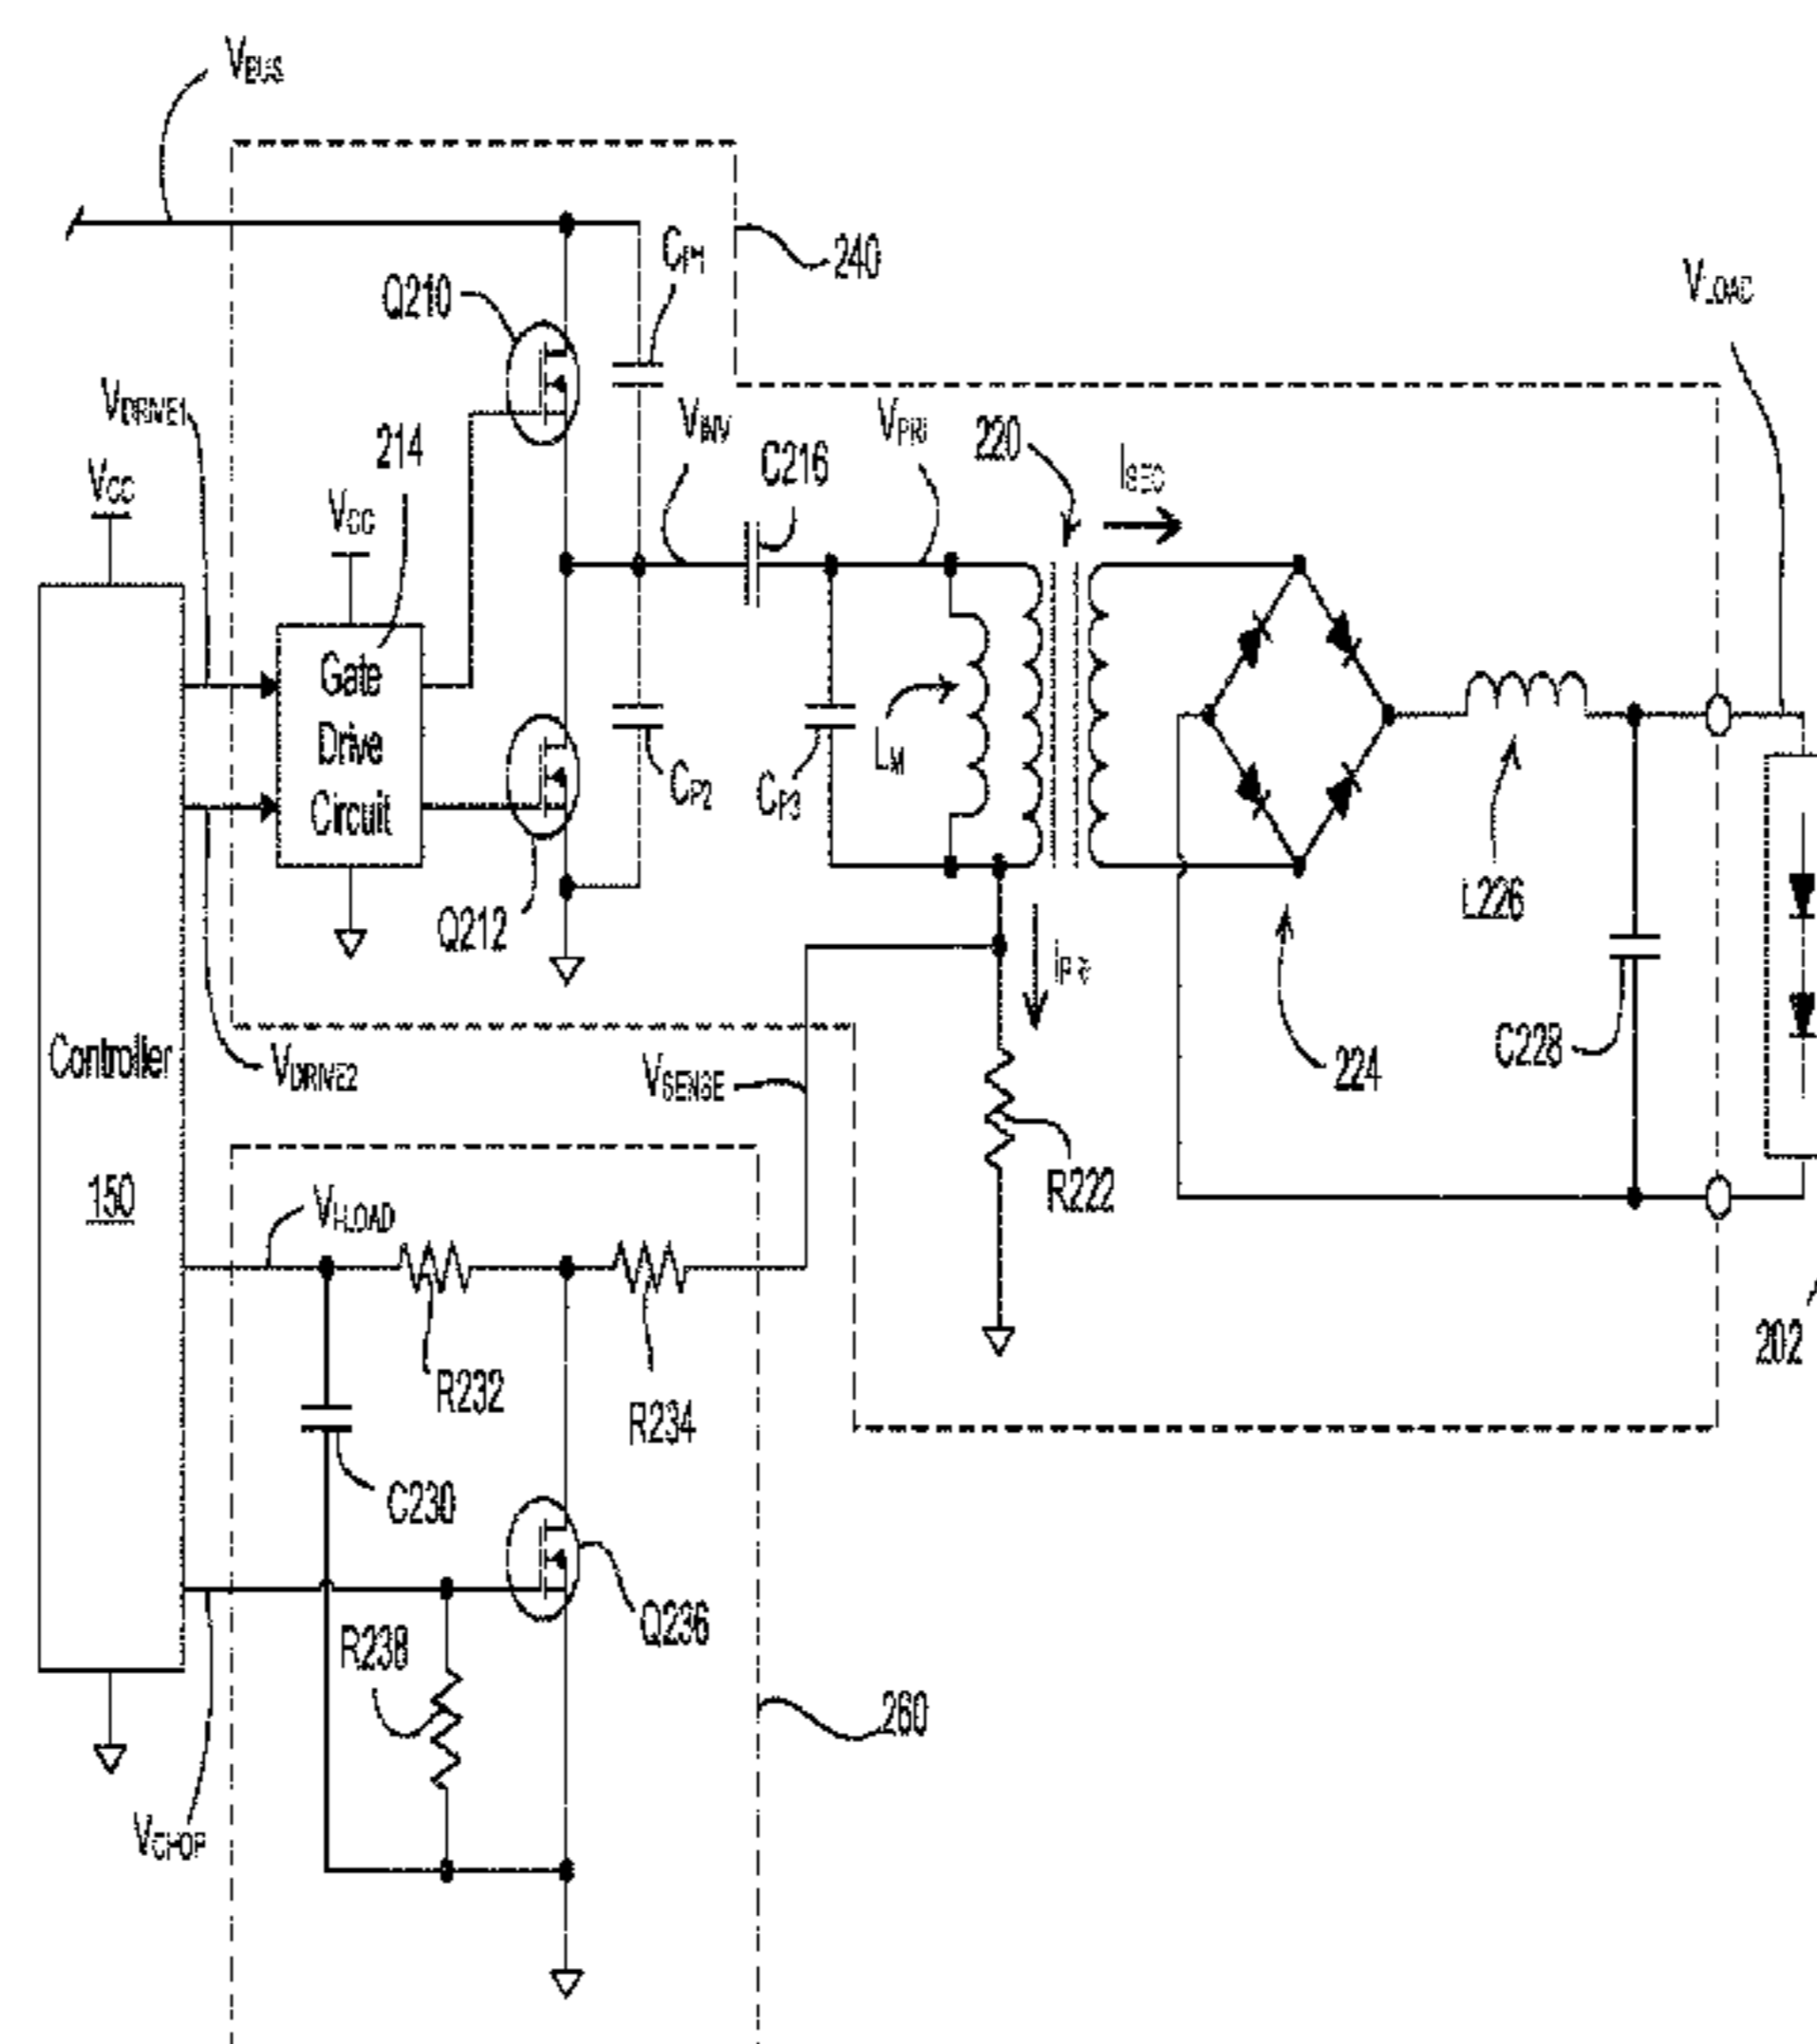 VBUS
CP1
240
Q210
VLOAD
VDRIVE1
214
VINV
VPRI
220
C216
ISEC
VCC
VCC
Gate
Drive
Circuit
LM
CP2
CP3
L226
Q212
IPRI
Controller
VDRIVE2
VSENSE
224
C228
150
VI-LOAD
R222
202
R232
R234
C230
Q236
R238
260
VCHOP